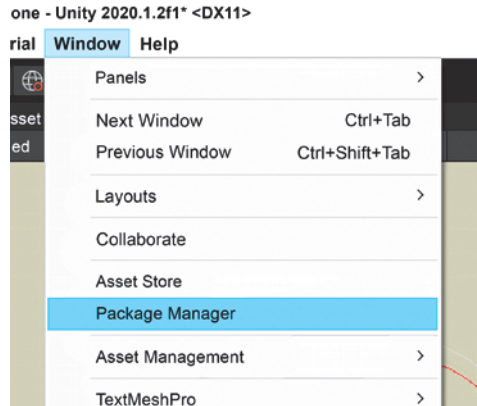 one - Unity 2020.1.2f1* <DX11>
rial Window Help
Panels >
sset
Next Window Ctrl+Tab
ed
Previous Window Ctrl+Shift+Tab
Layouts >
Collaborate
Asset Store
Package Manager
Asset Management >
TextMeshPro >